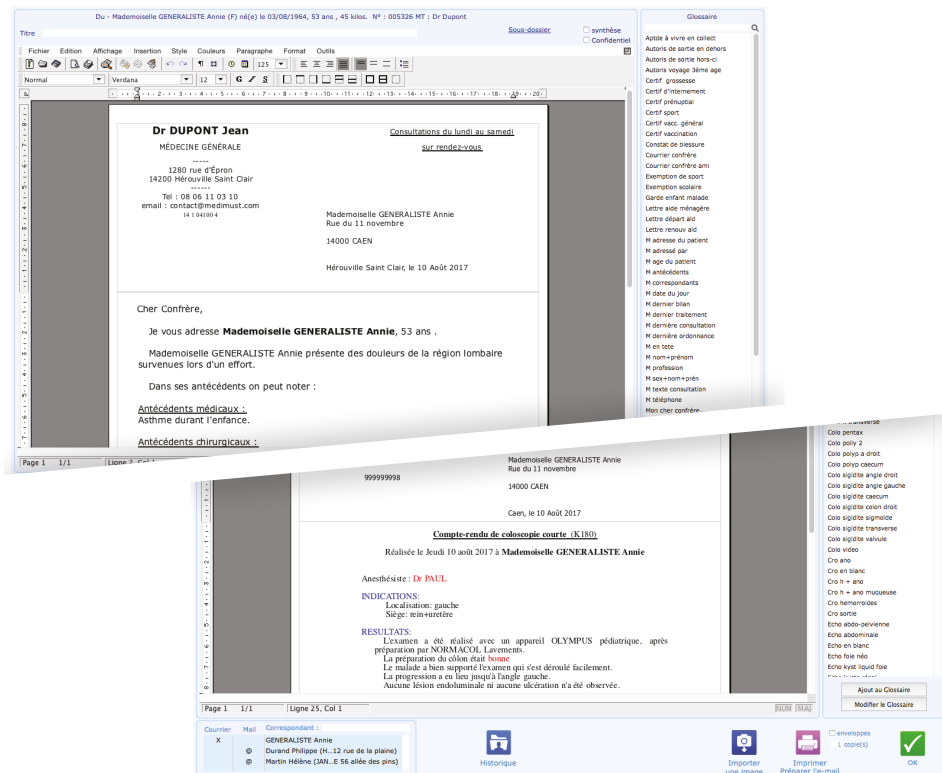 Du - Mademoiselle GENERALISTE Annie (F) né(e) le 03/08/1964, 53 ans , 45 kilos. N° : 005326 MT : Dr Dupont
Titre
Sous-dossier
synthèse
Confidentiel
Fichier Edition Affichage Insertion Style Couleurs Paragraphe Format Outils
125
Normal Verdana 12 G I S
Dr DUPONT Jean
MÉDECINE GÉNÉRALE
-----
1280 rue d'Épron
14200 Hérouville Saint Clair
------
Tel : 08 06 11 03 10
email : contact@medimust.com
14 1 04100 4
Consultations du lundi au samedi
sur rendez-vous
Mademoiselle GENERALISTE Annie
Rue du 11 novembre
14000 CAEN
Hérouville Saint Clair, le 10 Août 2017
Cher Confrère,
Je vous adresse Mademoiselle GENERALISTE Annie, 53 ans .
Mademoiselle GENERALISTE Annie présente des douleurs de la région lombaire
survenues lors d'un effort.
Dans ses antécédents on peut noter :
Antécédents médicaux :
Asthme durant l'enfance.
Antécédents chirurgicaux :
Page 1 1/1 Ligne 2, Col 1
Glossaire
Aptde à vivre en collect
Autoris de sortie en dehors
Autoris de sortie hors-ci
Autoris voyage 3ème age
Certif grossesse
Certif d'internement
Certif prénuptial
Certif sport
Certif vacc. général
Certif vaccination
Constat de blessure
Courrier confrère
Courrier confrère ami
Exemption de sport
Exemption scolaire
Garde enfant malade
Lettre aide ménagère
Lettre départ ald
Lettre renouv ald
M adresse du patient
M adressé par
M age du patient
M antécédents
M correspondants
M date du jour
M dernier bilan
M dernier traitement
M dernière consultation
M dernière ordonnance
M en tete
M nom+prénom
M profession
M sex+nom+prén
M texte consultation
M téléphone
Mon cher confrère
999999998
Mademoiselle GENERALISTE Annie
Rue du 11 novembre
14000 CAEN
Caen, le 10 Août 2017
Compte-rendu de coloscopie courte (K180)
Réalisée le Jeudi 10 août 2017 à Mademoiselle GENERALISTE Annie
Anesthésiste : Dr PAUL
INDICATIONS:
Localisation: gauche
Siège: rein+uretère
RESULTATS:
L'examen a été réalisé avec un appareil OLYMPUS pédiatrique, après
préparation par NORMACOL Lavements.
La préparation du côlon était bonne
Le malade a bien supporté l'examen qui s'est déroulé facilement.
La progression a eu lieu jusqu'à l'angle gauche.
Aucune lésion endoluminale ni aucune ulcération n'a été observée.
Page 1 1/1 Ligne 25, Col 1 NUM MAJ
transverse
Colo pentax
Colo poliy 2
Colo polyp a droit
Colo polyp caecum
Colo sigidite angle droit
Colo sigidite angle gauche
Colo sigidite caecum
Colo sigidite colon droit
Colo sigidite sigmoide
Colo sigidite transverse
Colo sigidite valvule
Colo video
Cro ano
Cro en blanc
Cro h + ano
Cro h + ano muqueuse
Cro hemorroides
Cro sortie
Echo abdo-pelvienne
Echo abdominale
Echo en blanc
Echo foie néo
Echo kyst liquid foie
Ajout au Glossaire
Modifier le Glossaire
Courrier Mail Correspondant :
X GENERALISTE Annie
@ Durand Philippe (H...12 rue de la plaine)
@ Martin Hélène (JAN...E 56 allée des pins)
Historique
Importer
une image
Imprimer
Préparer l'e-mail
enveloppes
1 copie(s)
OK